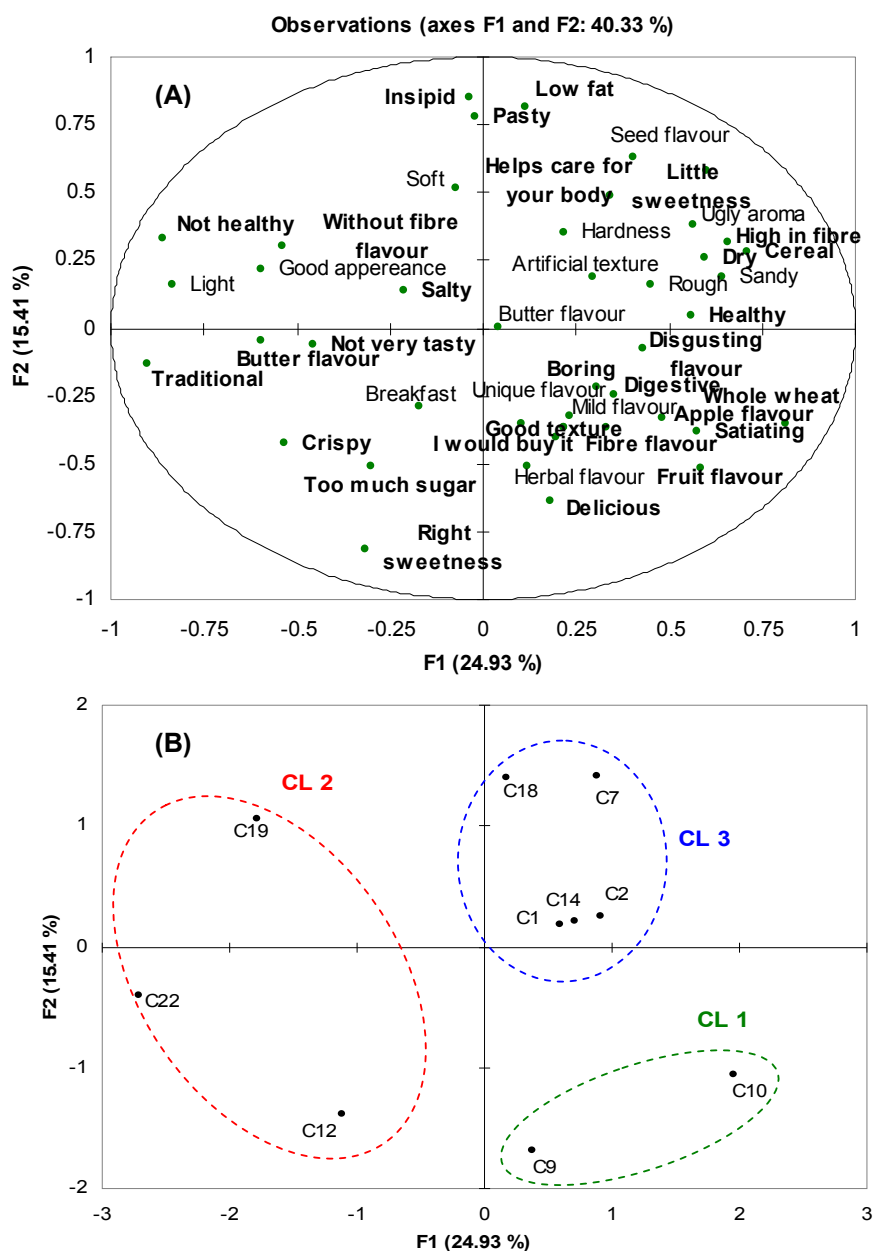 Observations (axes F1 and F2: 40.33 %)
1
(A)
Insipid
Low fat
0.75
Pasty
Seed flavour
Helps care for
your body
Little
sweetness
Soft
0.5
Not healthy
Without fibre
flavour
Ugly aroma
Hardness
High in fibre
0.25
Good appereance
Artificial texture
Dry
Cereal
Light
Salty
Rough
Sandy
Butter flavour
Healthy
F2 (15.41 %)
0
Not very tasty
Disgusting
flavour
Butter flavour
Traditional
Boring
Digestive
Whole wheat
-0.25
Breakfast
Unique flavour
Mild flavour
Apple flavour
Good texture
Satiating
Crispy
I would buy it
Fibre flavour
-0.5
Too much sugar
Herbal flavour
Fruit flavour
Delicious
-0.75
Right
sweetness
-1
-1
-0.75
-0.5
-0.25
0
0.25
0.5
0.75
1
F1 (24.93 %)
2
(B)
CL 2
C18
C7
C19
1
CL 3
C14
C2
C1
F2 (15.41 %)
0
C22
CL 1
-1
C10
C12
C9
-2
-3
-2
-1
0
1
2
3
F1 (24.93 %)